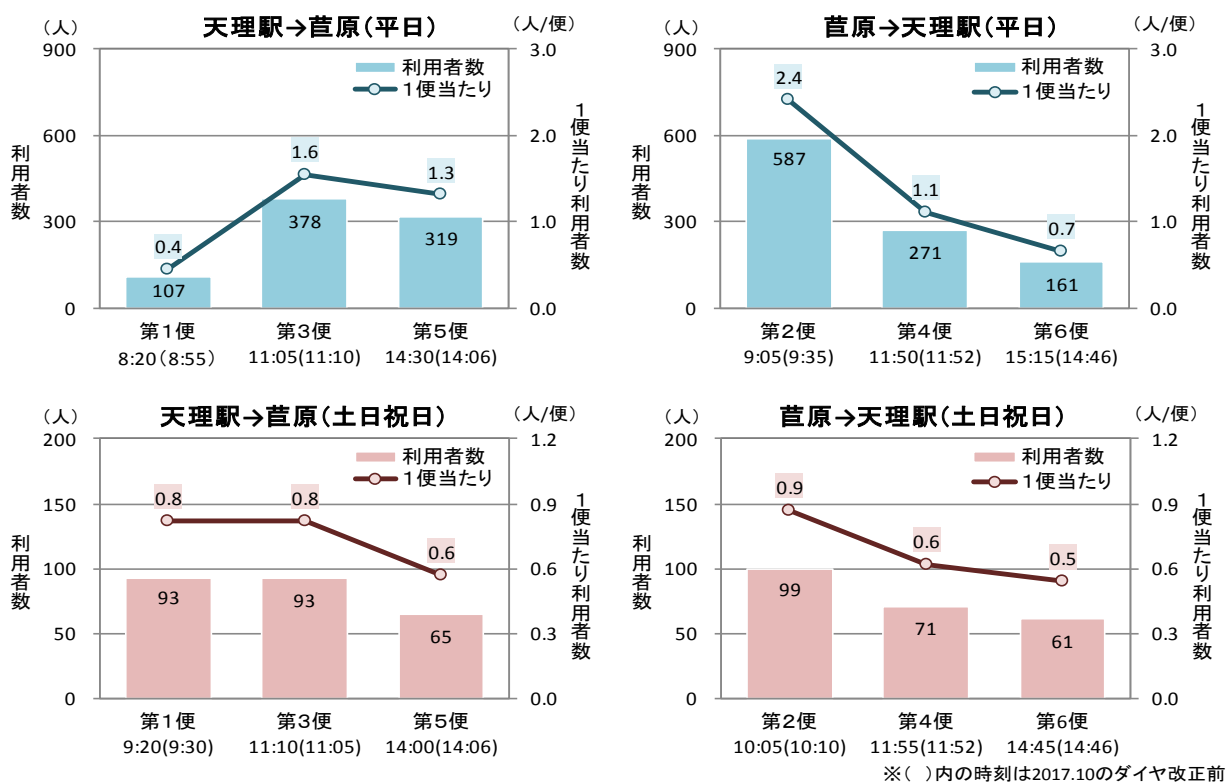 天理駅→苣原(平日)
(人)
(人/便)
利用者数
1便当たり
900
600
300
0
3.0
2.0
1.0
0.0
利用者数
1便当たり利用者数
0.4
1.6
1.3
107
378
319
第1便
第3便
第5便
8:20(8:55)
11:05(11:10)
14:30(14:06)
苣原→天理駅(平日)
(人)
(人/便)
利用者数
1便当たり
900
600
300
0
3.0
2.0
1.0
0.0
利用者数
1便当たり利用者数
2.4
1.1
0.7
587
271
161
第2便
第4便
第6便
9:05(9:35)
11:50(11:52)
15:15(14:46)
天理駅→苣原(土日祝日)
(人)
(人/便)
利用者数
1便当たり
200
150
100
50
0
1.2
0.9
0.6
0.3
0.0
利用者数
1便当たり利用者数
0.8
0.8
0.6
93
93
65
第1便
第3便
第5便
9:20(9:30)
11:10(11:05)
14:00(14:06)
苣原→天理駅(土日祝日)
(人)
(人/便)
利用者数
1便当たり
200
150
100
50
0
1.2
0.9
0.6
0.3
0.0
利用者数
1便当たり利用者数
0.9
0.6
0.5
99
71
61
第2便
第4便
第6便
10:05(10:10)
11:55(11:52)
14:45(14:46)
※( )内の時刻は2017.10のダイヤ改正前